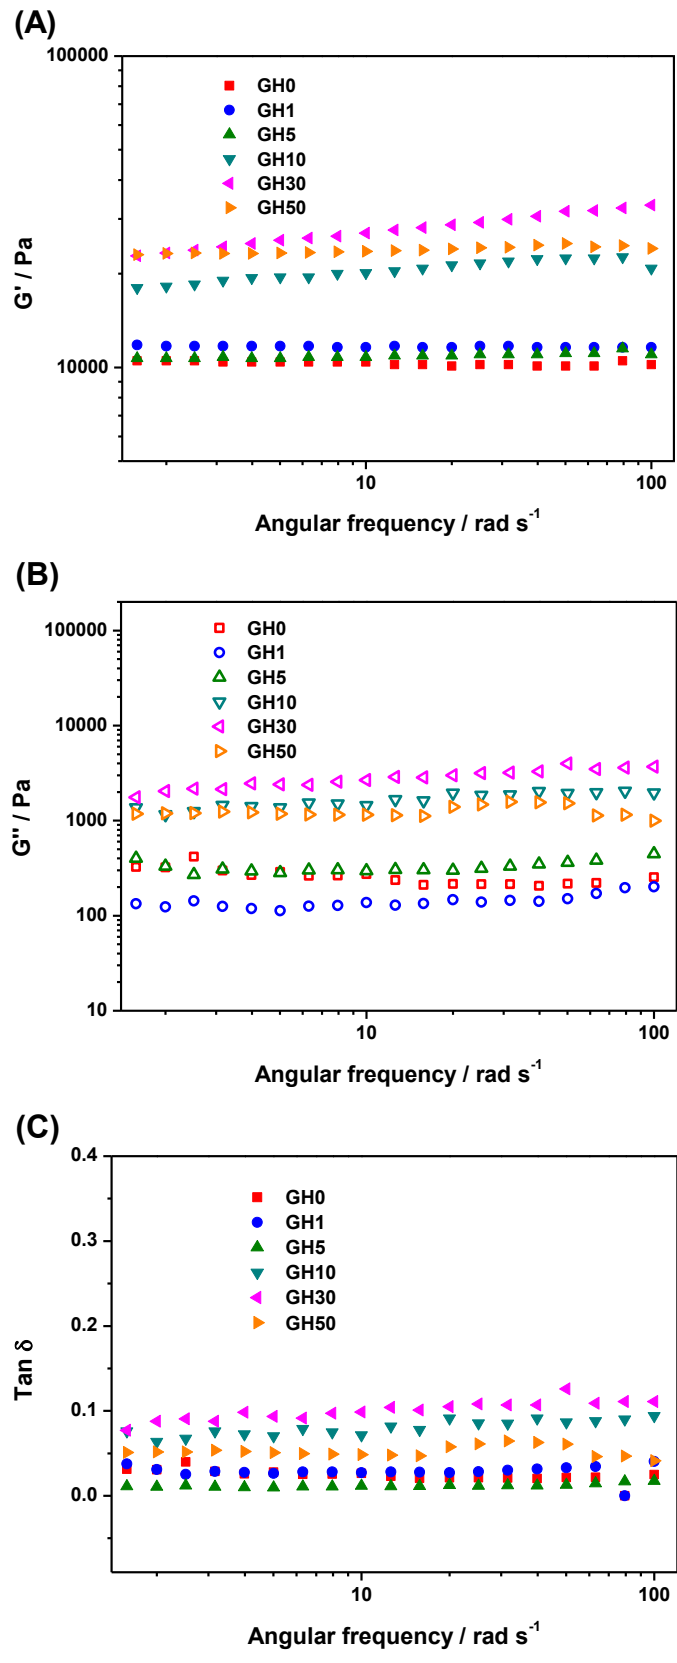 (A)
100000
GH0
GH1
GH5
GH10
GH30
GH50
G' / Pa
10000
10
100
Angular frequency / rad s⁻¹
(B)
100000
GH0
GH1
GH5
GH10
10000
GH30
GH50
G'' / Pa
1000
100
10
10
100
Angular frequency / rad s⁻¹
(C)
0.4
GH0
GH1
0.3
GH5
GH10
GH30
GH50
0.2
Tan δ
0.1
0.0
10
100
Angular frequency / rad s⁻¹